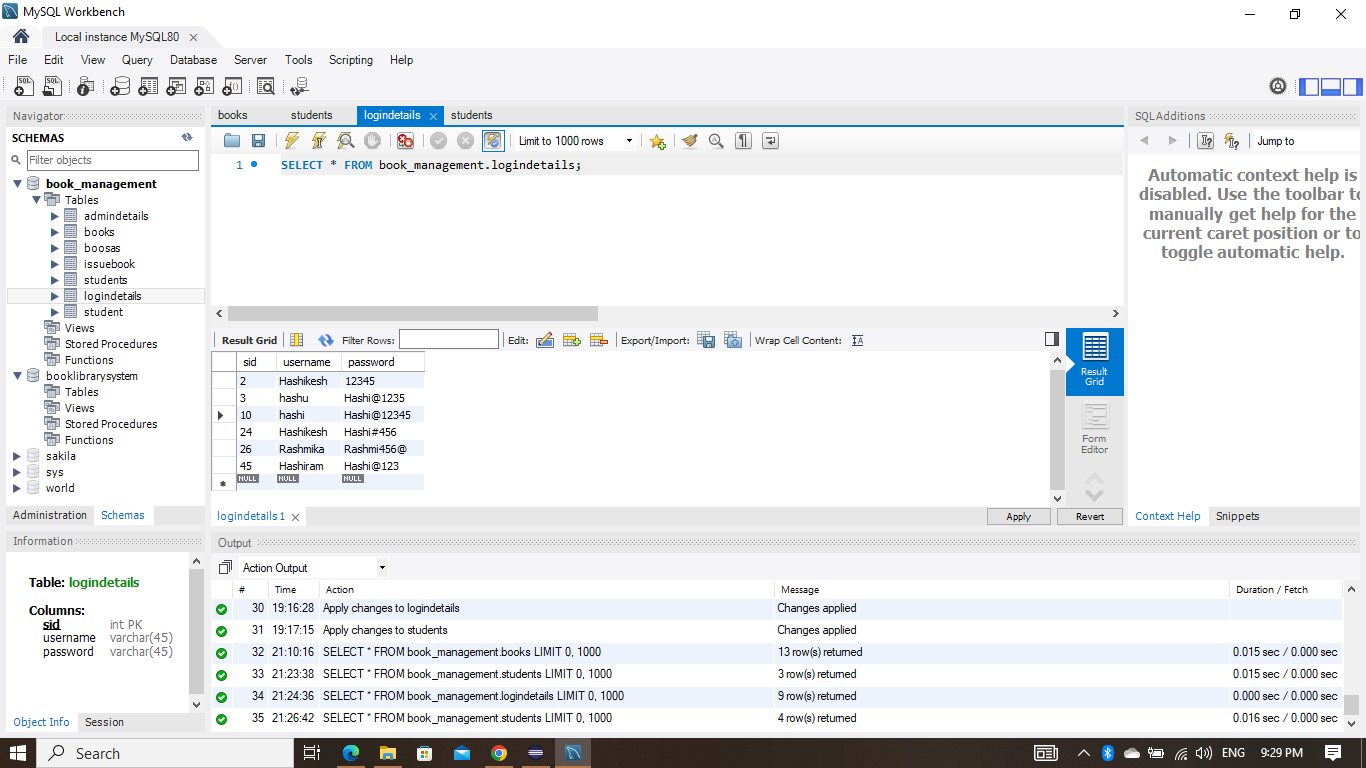 MySQL Workbench
Local instance MySQL80
File Edit View Query Database Server Tools Scripting Help
Navigator
SCHEMAS
Filter objects
book_management
Tables
admindetails
books
boosas
issuebook
students
logindetails
student
Views
Stored Procedures
Functions
booklibrarysystem
Tables
Views
Stored Procedures
Functions
sakila
sys
world
Administration Schemas
Information
Table: logindetails
Columns:
sid int PK
username varchar(45)
password varchar(45)
Object Info Session
books students logindetails students
Limit to 1000 rows
1 SELECT * FROM book_management.logindetails;
Result Grid Filter Rows: Edit: Export/Import: Wrap Cell Content:
sid username password
2 Hashikesh 12345
3 hashu Hashi@1235
10 hashi Hashi@12345
24 Hashikesh Hashi#456
26 Rashmika Rashmi456@
45 Hashiram Hashi@123
NULL NULL NULL
Result
Grid
Form
Editor
logindetails 1
Apply Revert
SQLAdditions
Jump to
Automatic context help is
disabled. Use the toolbar to
manually get help for the
current caret position or to
toggle automatic help.
Context Help Snippets
Output
Action Output
# Time Action Message Duration / Fetch
30 19:16:28 Apply changes to logindetails Changes applied
31 19:17:15 Apply changes to students Changes applied
32 21:10:16 SELECT * FROM book_management.books LIMIT 0, 1000 13 row(s) returned 0.015 sec / 0.000 sec
33 21:23:38 SELECT * FROM book_management.students LIMIT 0, 1000 3 row(s) returned 0.015 sec / 0.000 sec
34 21:24:36 SELECT * FROM book_management.logindetails LIMIT 0, 1000 9 row(s) returned 0.000 sec / 0.000 sec
35 21:26:42 SELECT * FROM book_management.students LIMIT 0, 1000 4 row(s) returned 0.016 sec / 0.000 sec
Search
ENG 9:29 PM